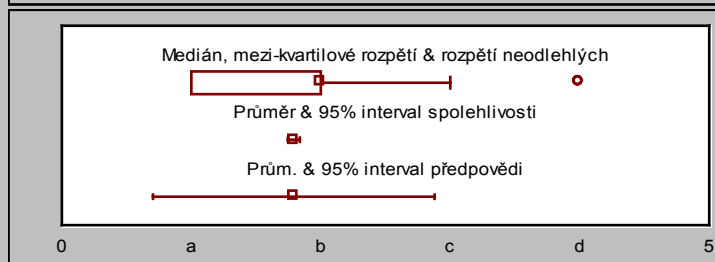 Medián, mezi-kvartilové rozpětí & rozpětí neodlehlých
Průměr & 95% interval spolehlivosti
Prům. & 95% interval předpovědi
0 a b c d 5